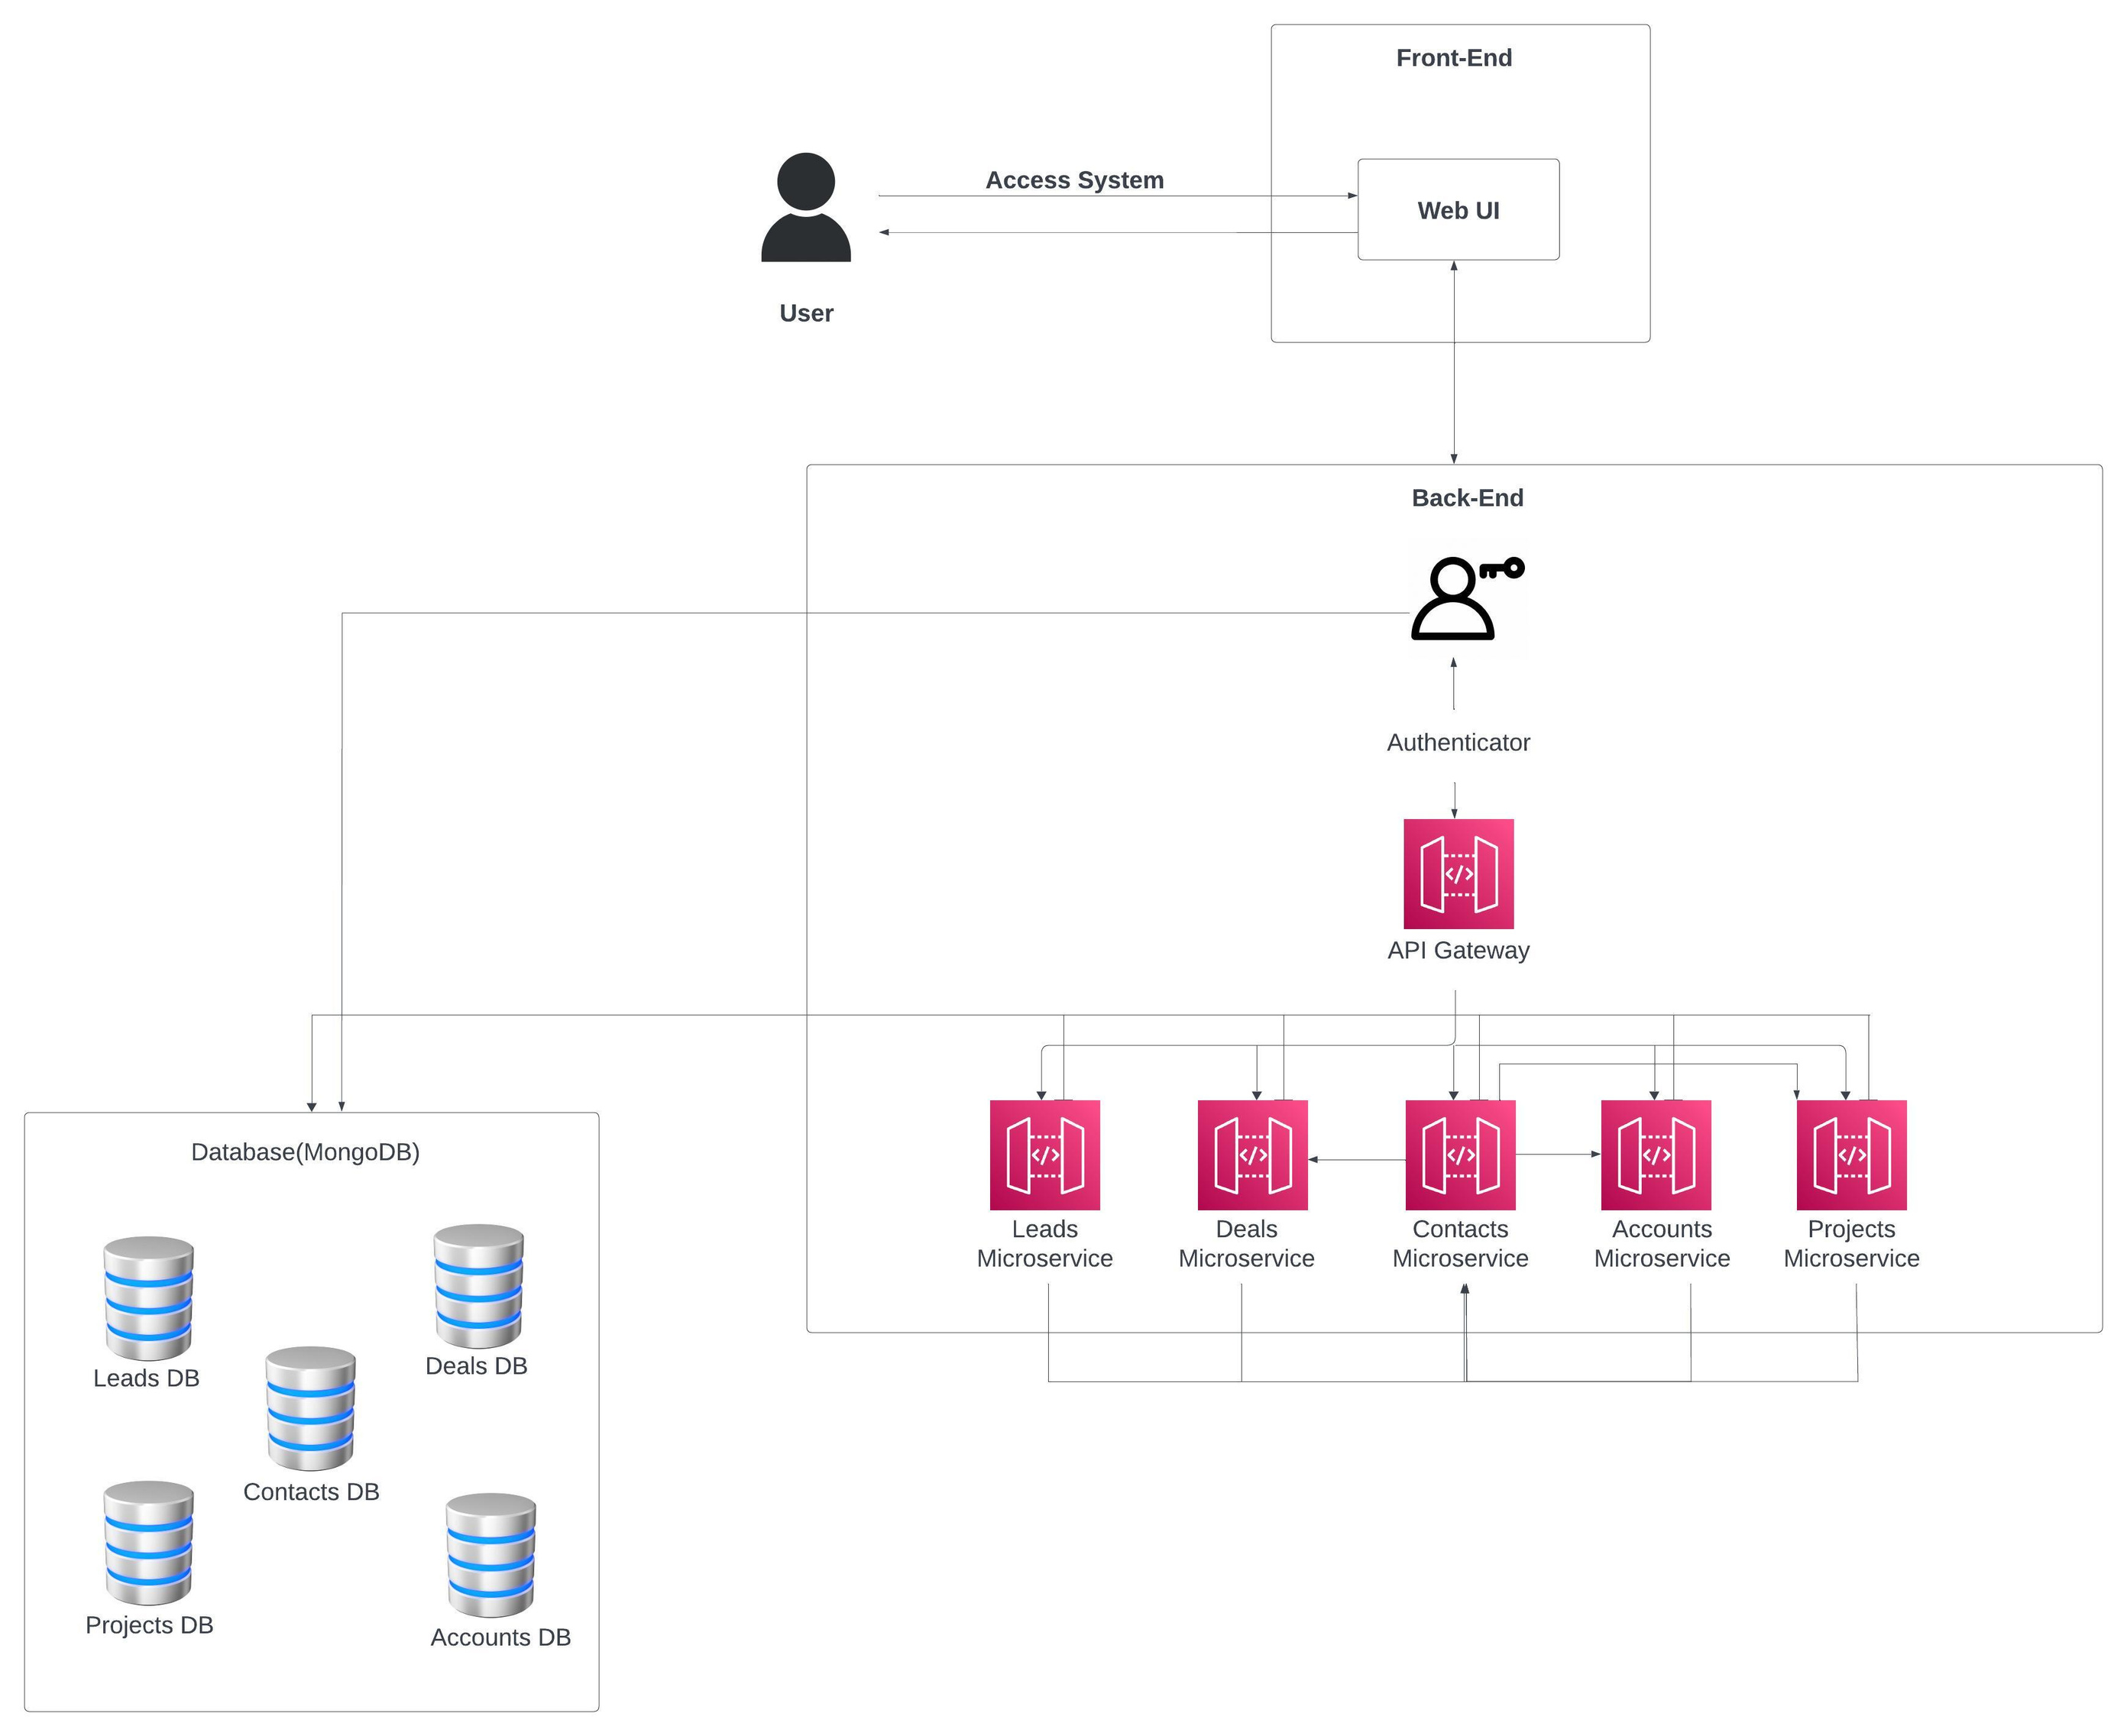 Front-End
Access System
Web UI
User
Back-End
Authenticator
API Gateway
Leads
Microservice
Deals
Microservice
Contacts
Microservice
Accounts
Microservice
Projects
Microservice
Database(MongoDB)
Leads DB
Deals DB
Contacts DB
Projects DB
Accounts DB